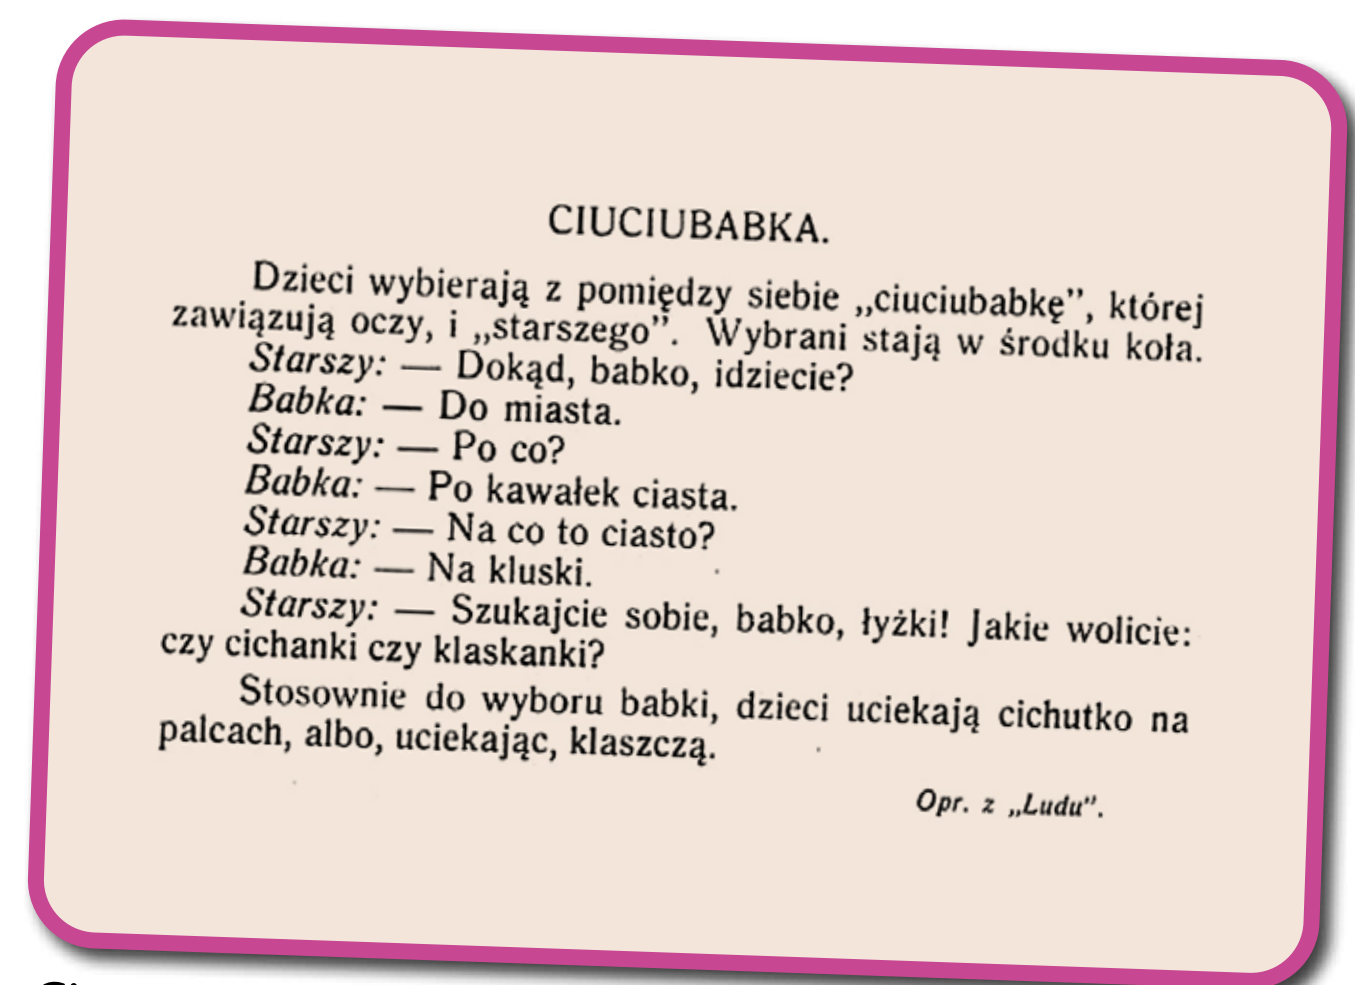 CIUCIUBABKA.
Dzieci wybierają z pomiędzy siebie „ciuciubabkę”, której
zawiązują oczy, i „starszego”. Wybrani stają w środku koła.
Starszy: — Dokąd, babko, idziecie?
Babka: — Do miasta.
Starszy: — Po co?
Babka: — Po kawałek ciasta.
Starszy: — Na co to ciasto?
Babka: — Na kluski.
Starszy: — Szukajcie sobie, babko, łyżki! Jakie wolicie:
czy cichanki czy klaskanki?
Stosownie do wyboru babki, dzieci uciekają cichutko na
palcach, albo, uciekając, klaszczą.
Opr. z „Ludu”.